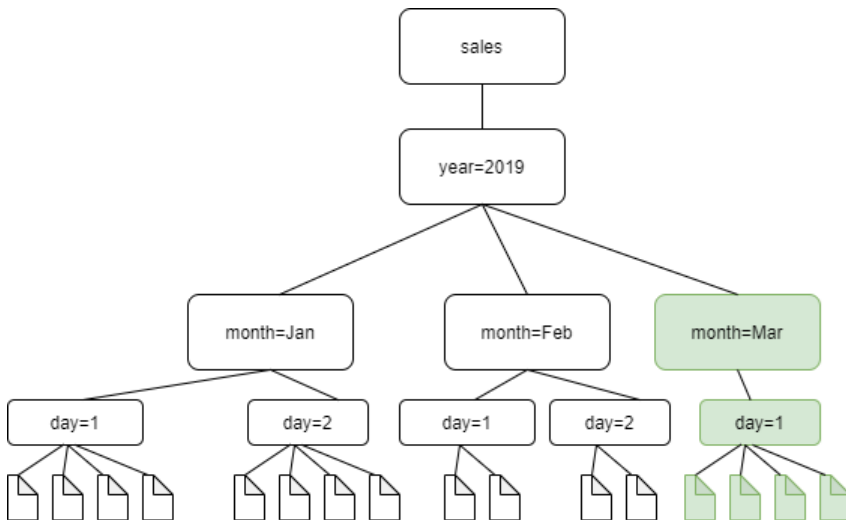 sales
year=2019
month=Jan
month=Feb
month=Mar
day=1
day=2
day=1
day=2
day=1